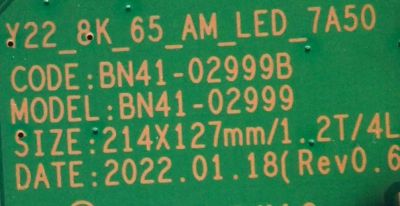 Y22_8K_65_AM_LED_7A50
CODE:BN41-02999B
MODEL:BN41-02999
SIZE:214X127mm/1.2T/4L
DATE:2022.01.18(Rev0.6